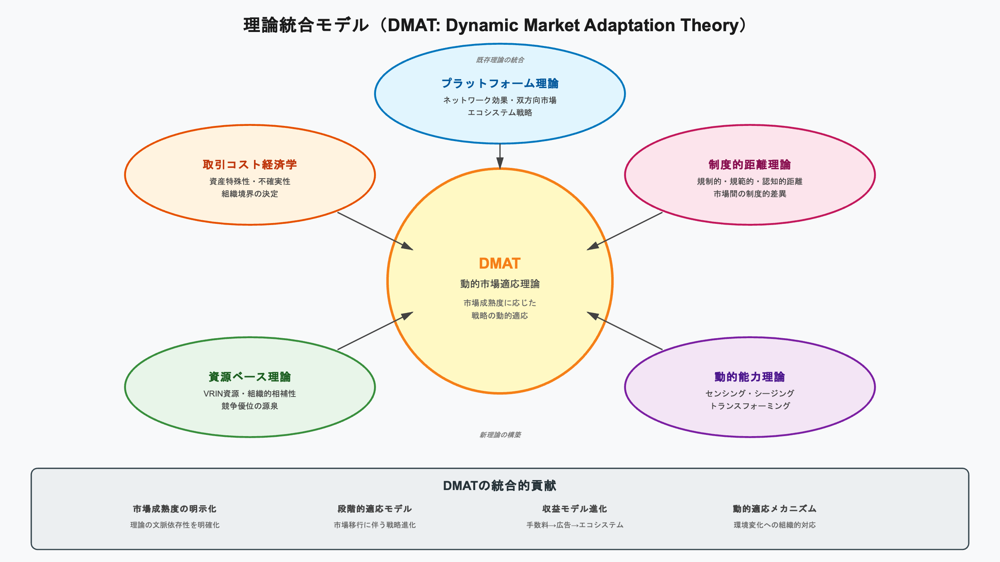 理論統合モデル（DMAT: Dynamic Market Adaptation Theory）
既存理論の統合
プラットフォーム理論
ネットワーク効果・双方向市場
エコシステム戦略
取引コスト経済学
資産特殊性・不確実性
組織境界の決定
制度的距離理論
規制的・規範的・認知的距離
市場間の制度的差異
DMAT
動的市場適応理論
市場成熟度に応じた
戦略の動的適応
資源ベース理論
VRIN資源・組織的相補性
競争優位の源泉
動的能力理論
センシング・シージング
トランスフォーミング
新理論の構築
DMATの統合的貢献
市場成熟度の明示化
理論の文脈依存性を明確化
段階的適応モデル
市場移行に伴う戦略進化
収益モデル進化
手数料→広告→エコシステム
動的適応メカニズム
環境変化への組織的対応